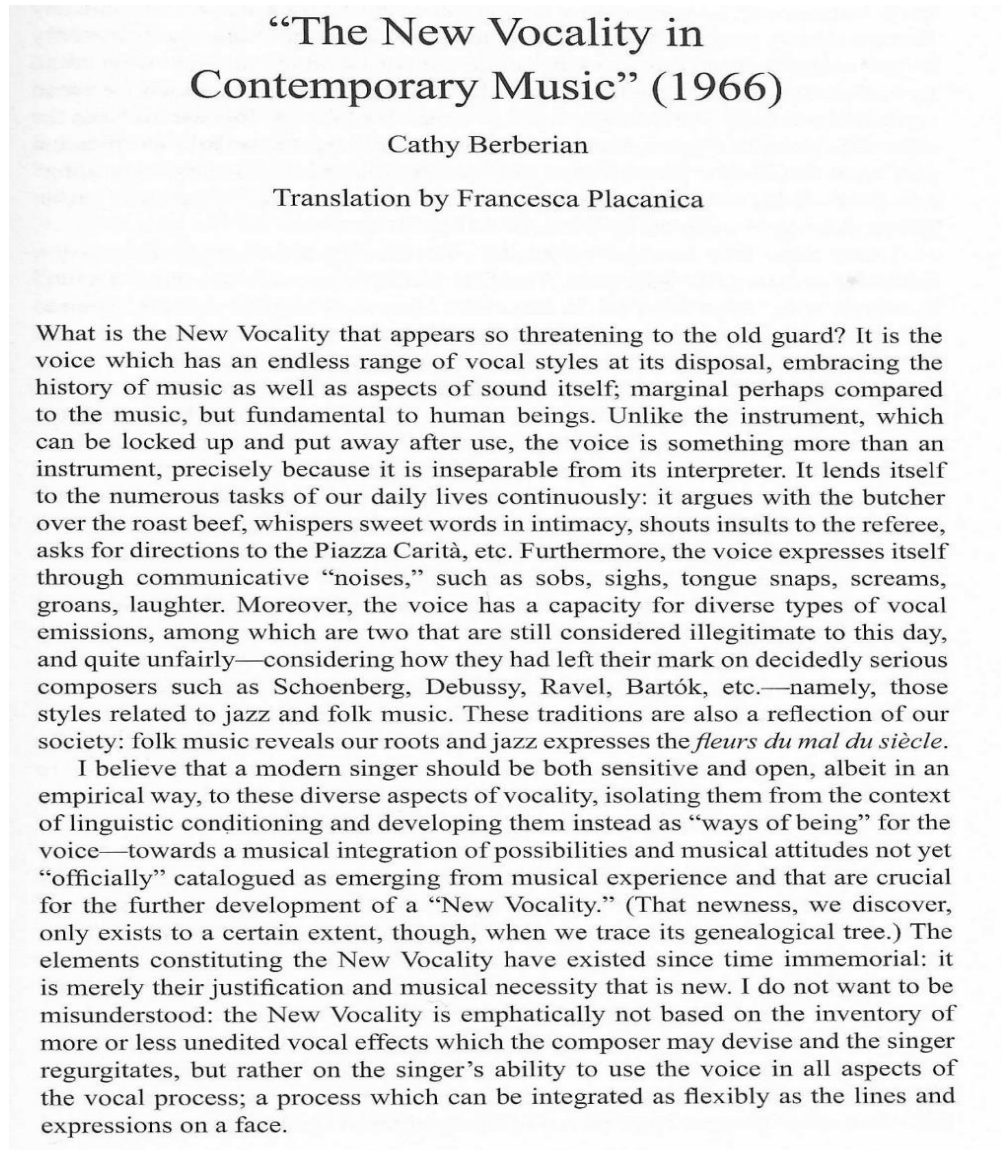 “The New Vocality in
Contemporary Music” (1966)
Cathy Berberian
Translation by Francesca Placanica
What is the New Vocality that appears so threatening to the old guard? It is the
voice which has an endless range of vocal styles at its disposal, embracing the
history of music as well as aspects of sound itself; marginal perhaps compared
to the music, but fundamental to human beings. Unlike the instrument, which
can be locked up and put away after use, the voice is something more than an
instrument, precisely because it is inseparable from its interpreter. It lends itself
to the numerous tasks of our daily lives continuously: it argues with the butcher
over the roast beef, whispers sweet words in intimacy, shouts insults to the referee,
asks for directions to the Piazza Carità, etc. Furthermore, the voice expresses itself
through communicative “noises,” such as sobs, sighs, tongue snaps, screams,
groans, laughter. Moreover, the voice has a capacity for diverse types of vocal
emissions, among which are two that are still considered illegitimate to this day,
and quite unfairly—considering how they had left their mark on decidedly serious
composers such as Schoenberg, Debussy, Ravel, Bartók, etc.—namely, those
styles related to jazz and folk music. These traditions are also a reflection of our
society: folk music reveals our roots and jazz expresses the fleurs du mal du siècle.
I believe that a modern singer should be both sensitive and open, albeit in an
empirical way, to these diverse aspects of vocality, isolating them from the context
of linguistic conditioning and developing them instead as “ways of being” for the
voice—towards a musical integration of possibilities and musical attitudes not yet
“officially” catalogued as emerging from musical experience and that are crucial
for the further development of a “New Vocality.” (That newness, we discover,
only exists to a certain extent, though, when we trace its genealogical tree.) The
elements constituting the New Vocality have existed since time immemorial: it
is merely their justification and musical necessity that is new. I do not want to be
misunderstood: the New Vocality is emphatically not based on the inventory of
more or less unedited vocal effects which the composer may devise and the singer
regurgitates, but rather on the singer’s ability to use the voice in all aspects of
the vocal process; a process which can be integrated as flexibly as the lines and
expressions on a face.